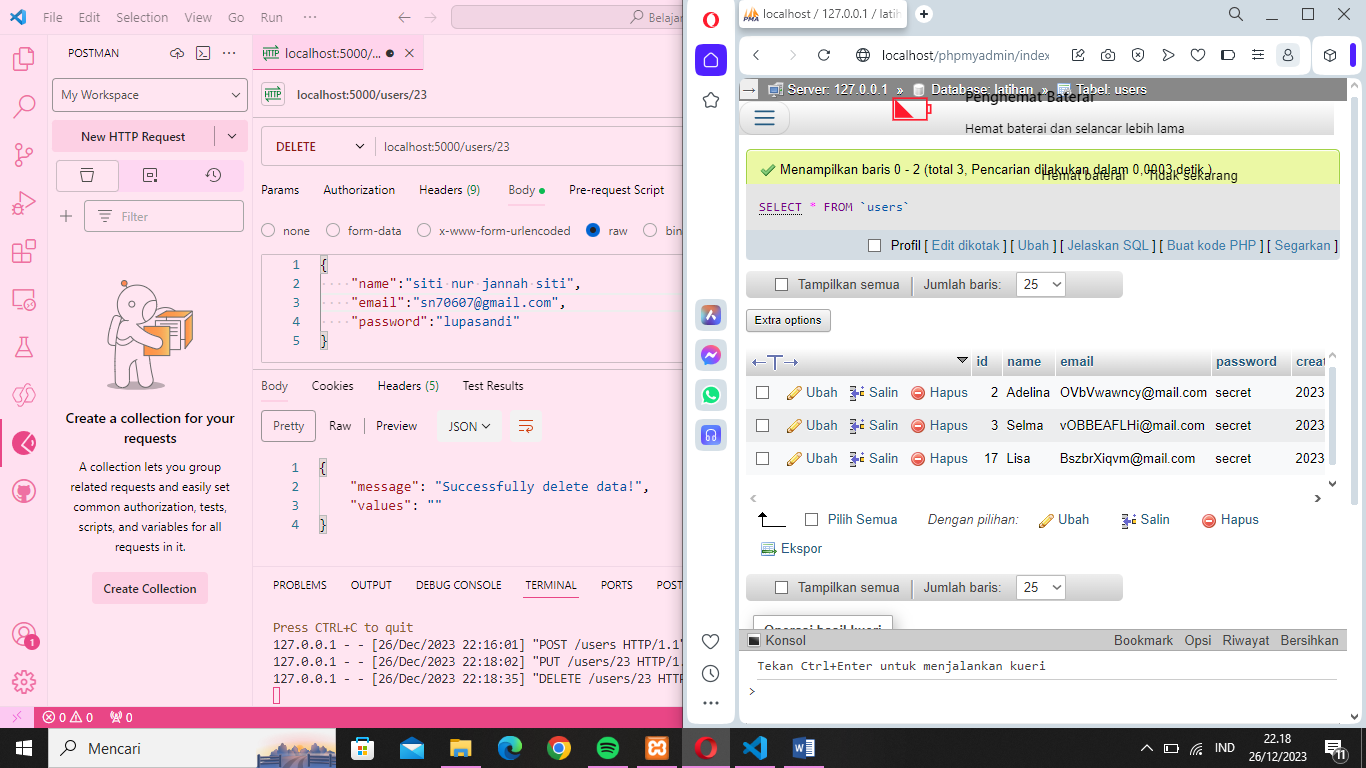 File Edit Selection View Go Run ··· Belajar
POSTMAN
My Workspace
New HTTP Request
Filter
Create a collection for your
requests
A collection lets you group
related requests and easily set
common authorization, tests,
scripts, and variables for all
requests in it.
Create Collection
1
HTTP localhost:5000/...
HTTP localhost:5000/users/23
DELETE localhost:5000/users/23
Params Authorization Headers (9) Body Pre-request Script
none form-data x-www-form-urlencoded raw bin
1 {
2 "name":"siti nur jannah siti",
3 "email":"sn70607@gmail.com",
4 "password":"lupasandi"
5 }
Body Cookies Headers (5) Test Results
Pretty Raw Preview JSON
1 {
2 "message": "Successfully delete data!",
3 "values": ""
4 }
PROBLEMS OUTPUT DEBUG CONSOLE TERMINAL PORTS POST
Press CTRL+C to quit
127.0.0.1 - - [26/Dec/2023 22:16:01] "POST /users HTTP/1.1"
127.0.0.1 - - [26/Dec/2023 22:18:02] "PUT /users/23 HTTP/1.
127.0.0.1 - - [26/Dec/2023 22:18:35] "DELETE /users/23 HTTP
0 0 0
PMA localhost / 127.0.0.1 / latih
localhost/phpmyadmin/index
Server: 127.0.0.1 » Database: latihan » Tabel: users
Penghemat Baterai
Hemat baterai dan selancar lebih lama
Menampilkan baris 0 - 2 (total 3, Pencarian dilakukan dalam 0,0003 detik.)
Hemat baterai Tidak sekarang
SELECT * FROM `users`
Profil [ Edit dikotak ] [ Ubah ] [ Jelaskan SQL ] [ Buat kode PHP ] [ Segarkan ]
Tampilkan semua Jumlah baris: 25
Extra options
id name email password creat
Ubah Salin Hapus 2 Adelina OVbVwawncy@mail.com secret 2023
Ubah Salin Hapus 3 Selma vOBBEAFLHi@mail.com secret 2023
Ubah Salin Hapus 17 Lisa BszbrXiqvm@mail.com secret 2023
Pilih Semua Dengan pilihan: Ubah Salin Hapus
Ekspor
Tampilkan semua Jumlah baris: 25
Operasi hasil kueri
Konsol Bookmark Opsi Riwayat Bersihkan
Tekan Ctrl+Enter untuk menjalankan kueri
>
Mencari
IND
22.18
26/12/2023
11